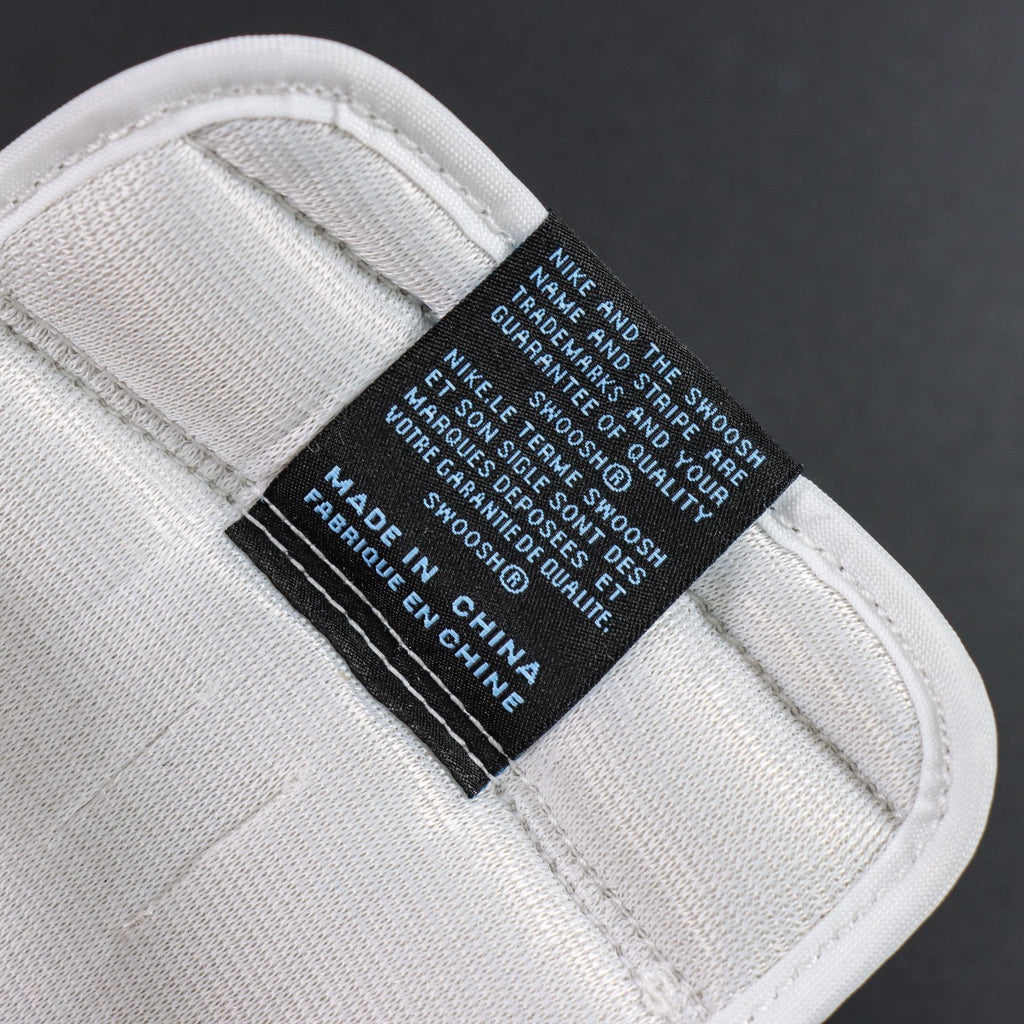 NIKE AND THE SWOOSH
NAME AND STRIPE ARE
TRADEMARKS AND YOUR
GUARANTEE OF QUALITY
SWOOSH®
NIKE.LE TERME SWOOSH
ET SON SIGLE SONT DES
MARQUES DEPOSEES ET
VOTRE GARANTIE DE QUALITE.
SWOOSH®
MADE IN CHINA
FABRIQUE EN CHINE